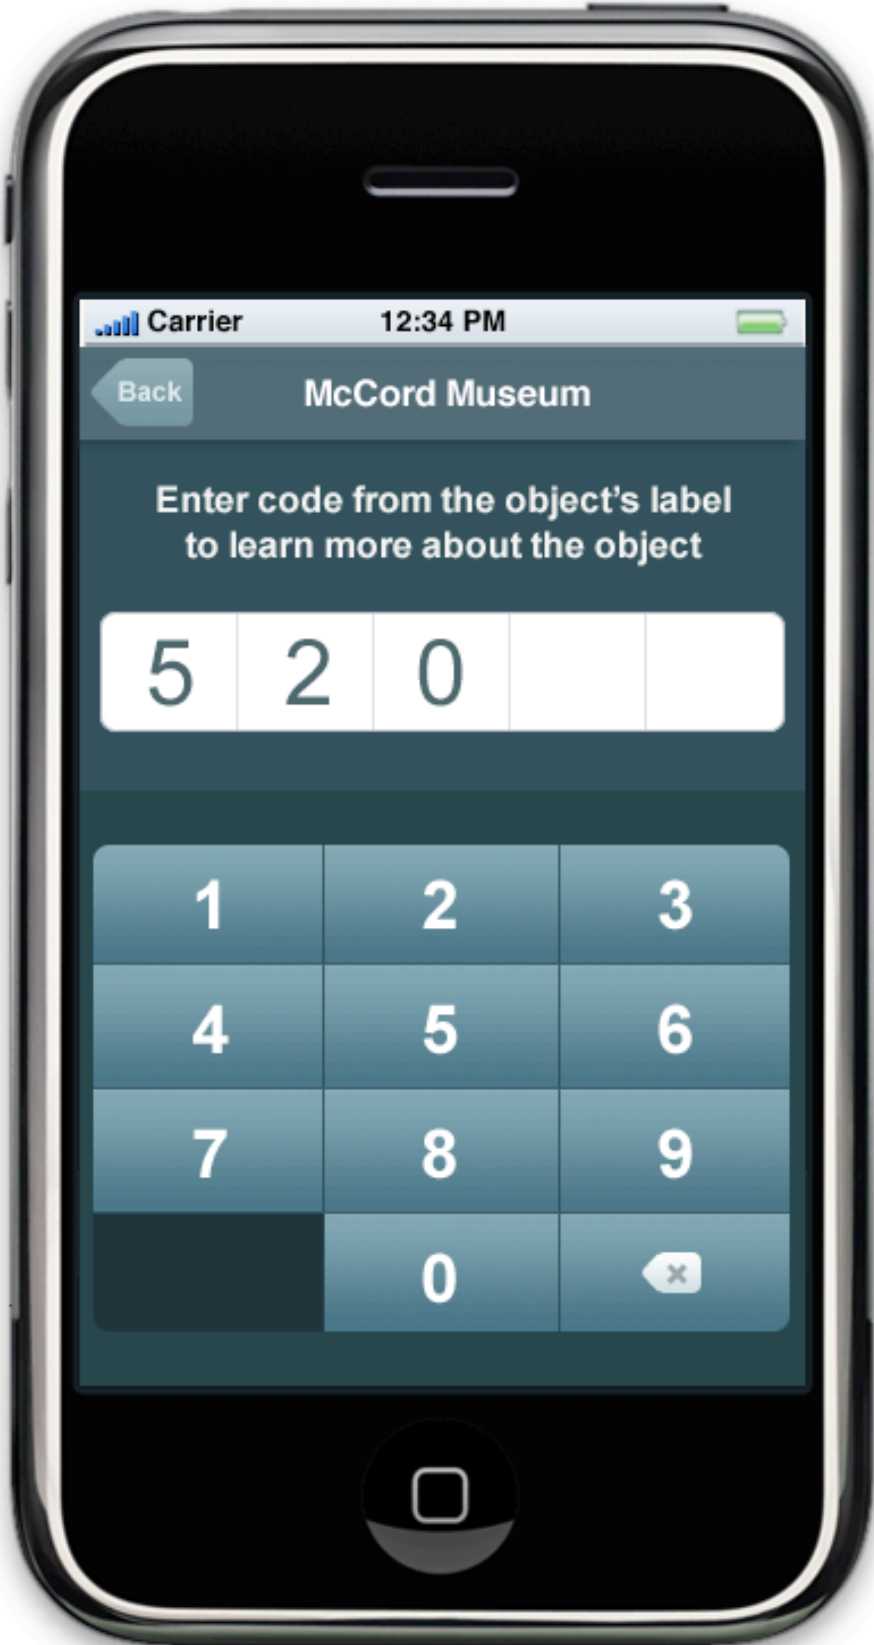 Carrier 12:34 PM
Back McCord Museum
Enter code from the object’s label
to learn more about the object
5 2 0
1 2 3
4 5 6
7 8 9
0